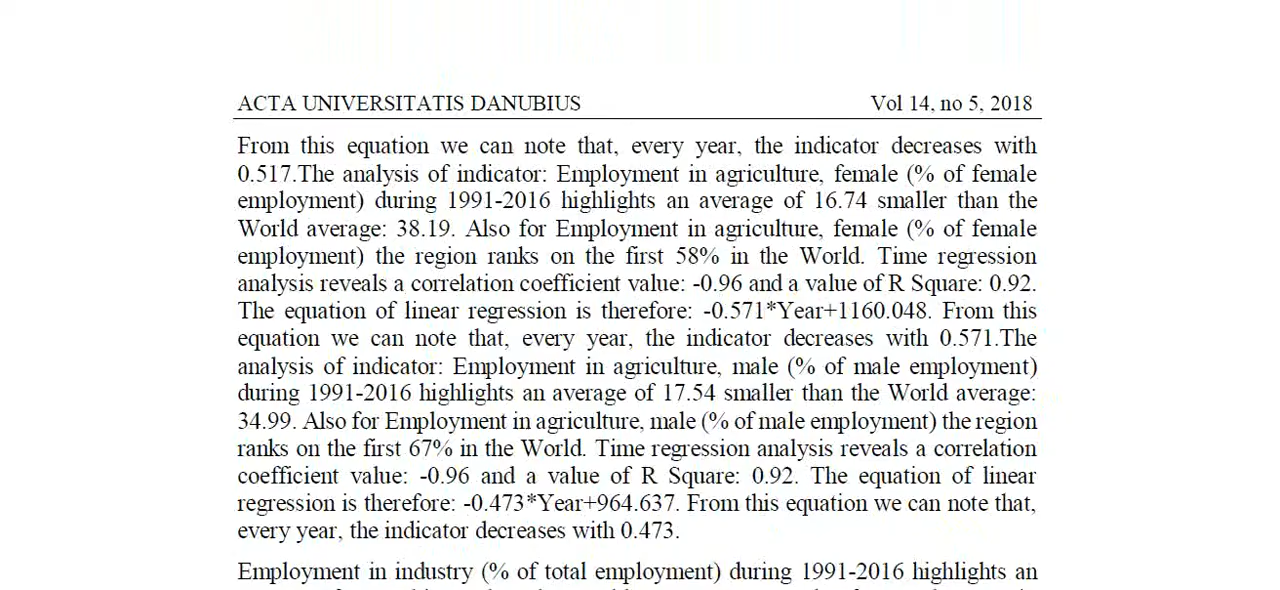 ACTA UNIVERSITATIS DANUBIUS Vol 14, no 5, 2018
From this equation we can note that, every year, the indicator decreases with
0.517.The analysis of indicator: Employment in agriculture, female (% of female
employment) during 1991-2016 highlights an average of 16.74 smaller than the
World average: 38.19. Also for Employment in agriculture, female (% of female
employment) the region ranks on the first 58% in the World. Time regression
analysis reveals a correlation coefficient value: -0.96 and a value of R Square: 0.92.
The equation of linear regression is therefore: -0.571*Year+1160.048. From this
equation we can note that, every year, the indicator decreases with 0.571.The
analysis of indicator: Employment in agriculture, male (% of male employment)
during 1991-2016 highlights an average of 17.54 smaller than the World average:
34.99. Also for Employment in agriculture, male (% of male employment) the region
ranks on the first 67% in the World. Time regression analysis reveals a correlation
coefficient value: -0.96 and a value of R Square: 0.92. The equation of linear
regression is therefore: -0.473*Year+964.637. From this equation we can note that,
every year, the indicator decreases with 0.473.
Employment in industry (% of total employment) during 1991-2016 highlights an